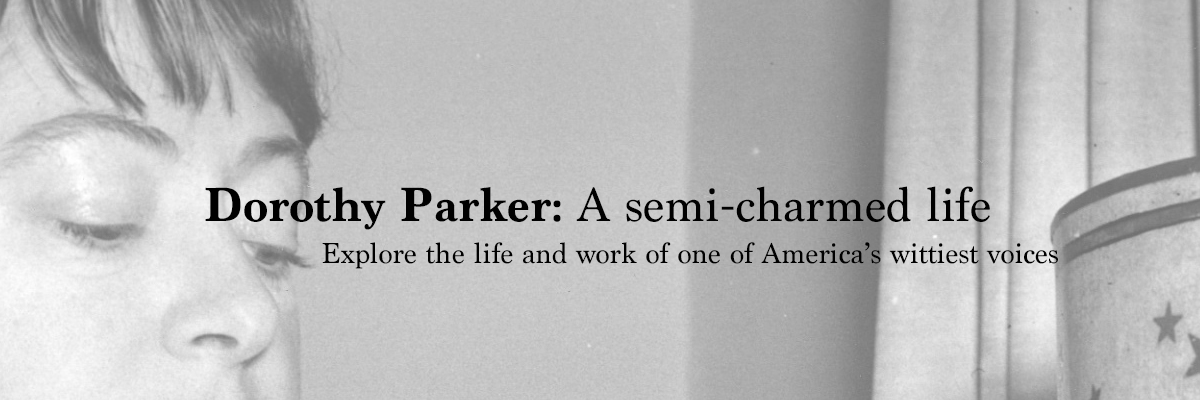 Dorothy Parker: A semi-charmed life
Explore the life and work of one of America’s wittiest voices